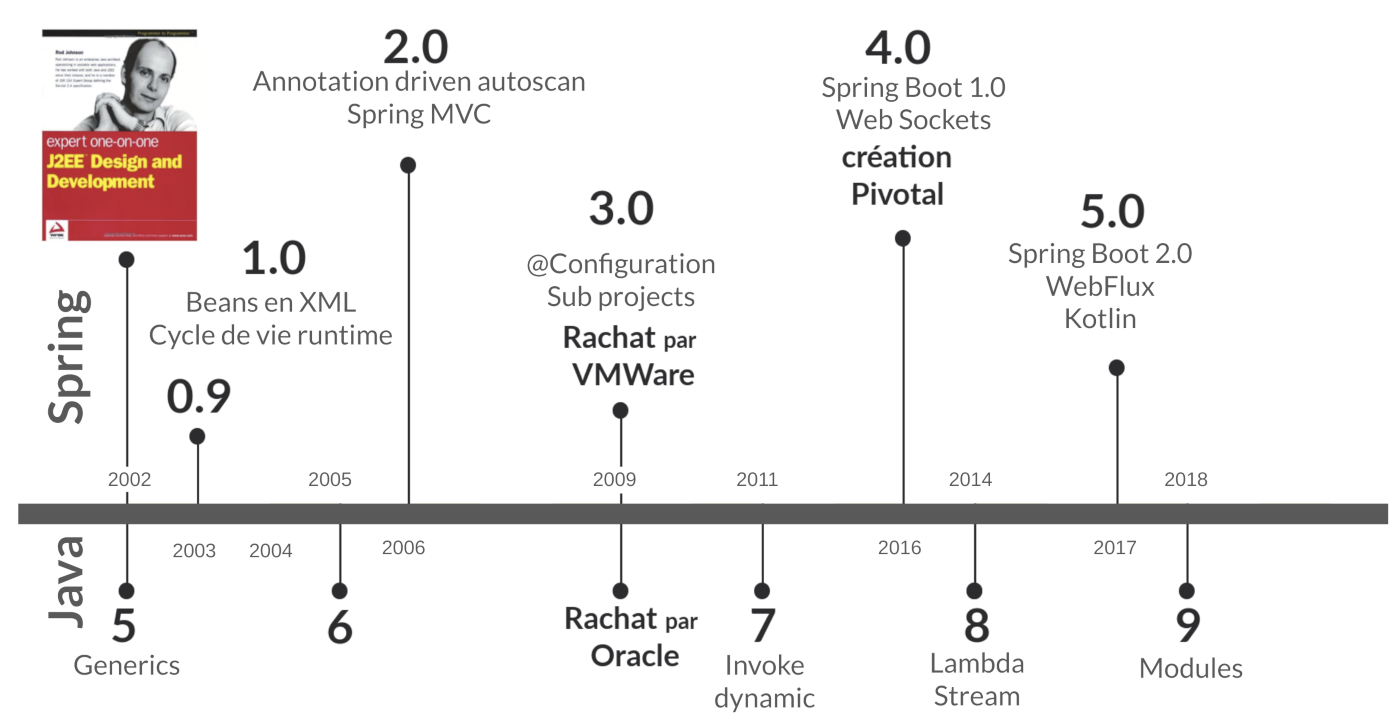 Rod Johnson
expert one-on-one
J2EE Design and
Development
2.0
Annotation driven autoscan
Spring MVC
4.0
Spring Boot 1.0
Web Sockets
création
Pivotal
3.0
@Configuration
Sub projects
Rachat par
VMWare
5.0
Spring Boot 2.0
WebFlux
Kotlin
1.0
Beans en XML
Cycle de vie runtime
0.9
Spring
2002
2005
2009
2011
2014
2018
2003
2004
2006
2016
2017
Java
5
Generics
6
Rachat par
Oracle
7
Invoke
dynamic
8
Lambda
Stream
9
Modules